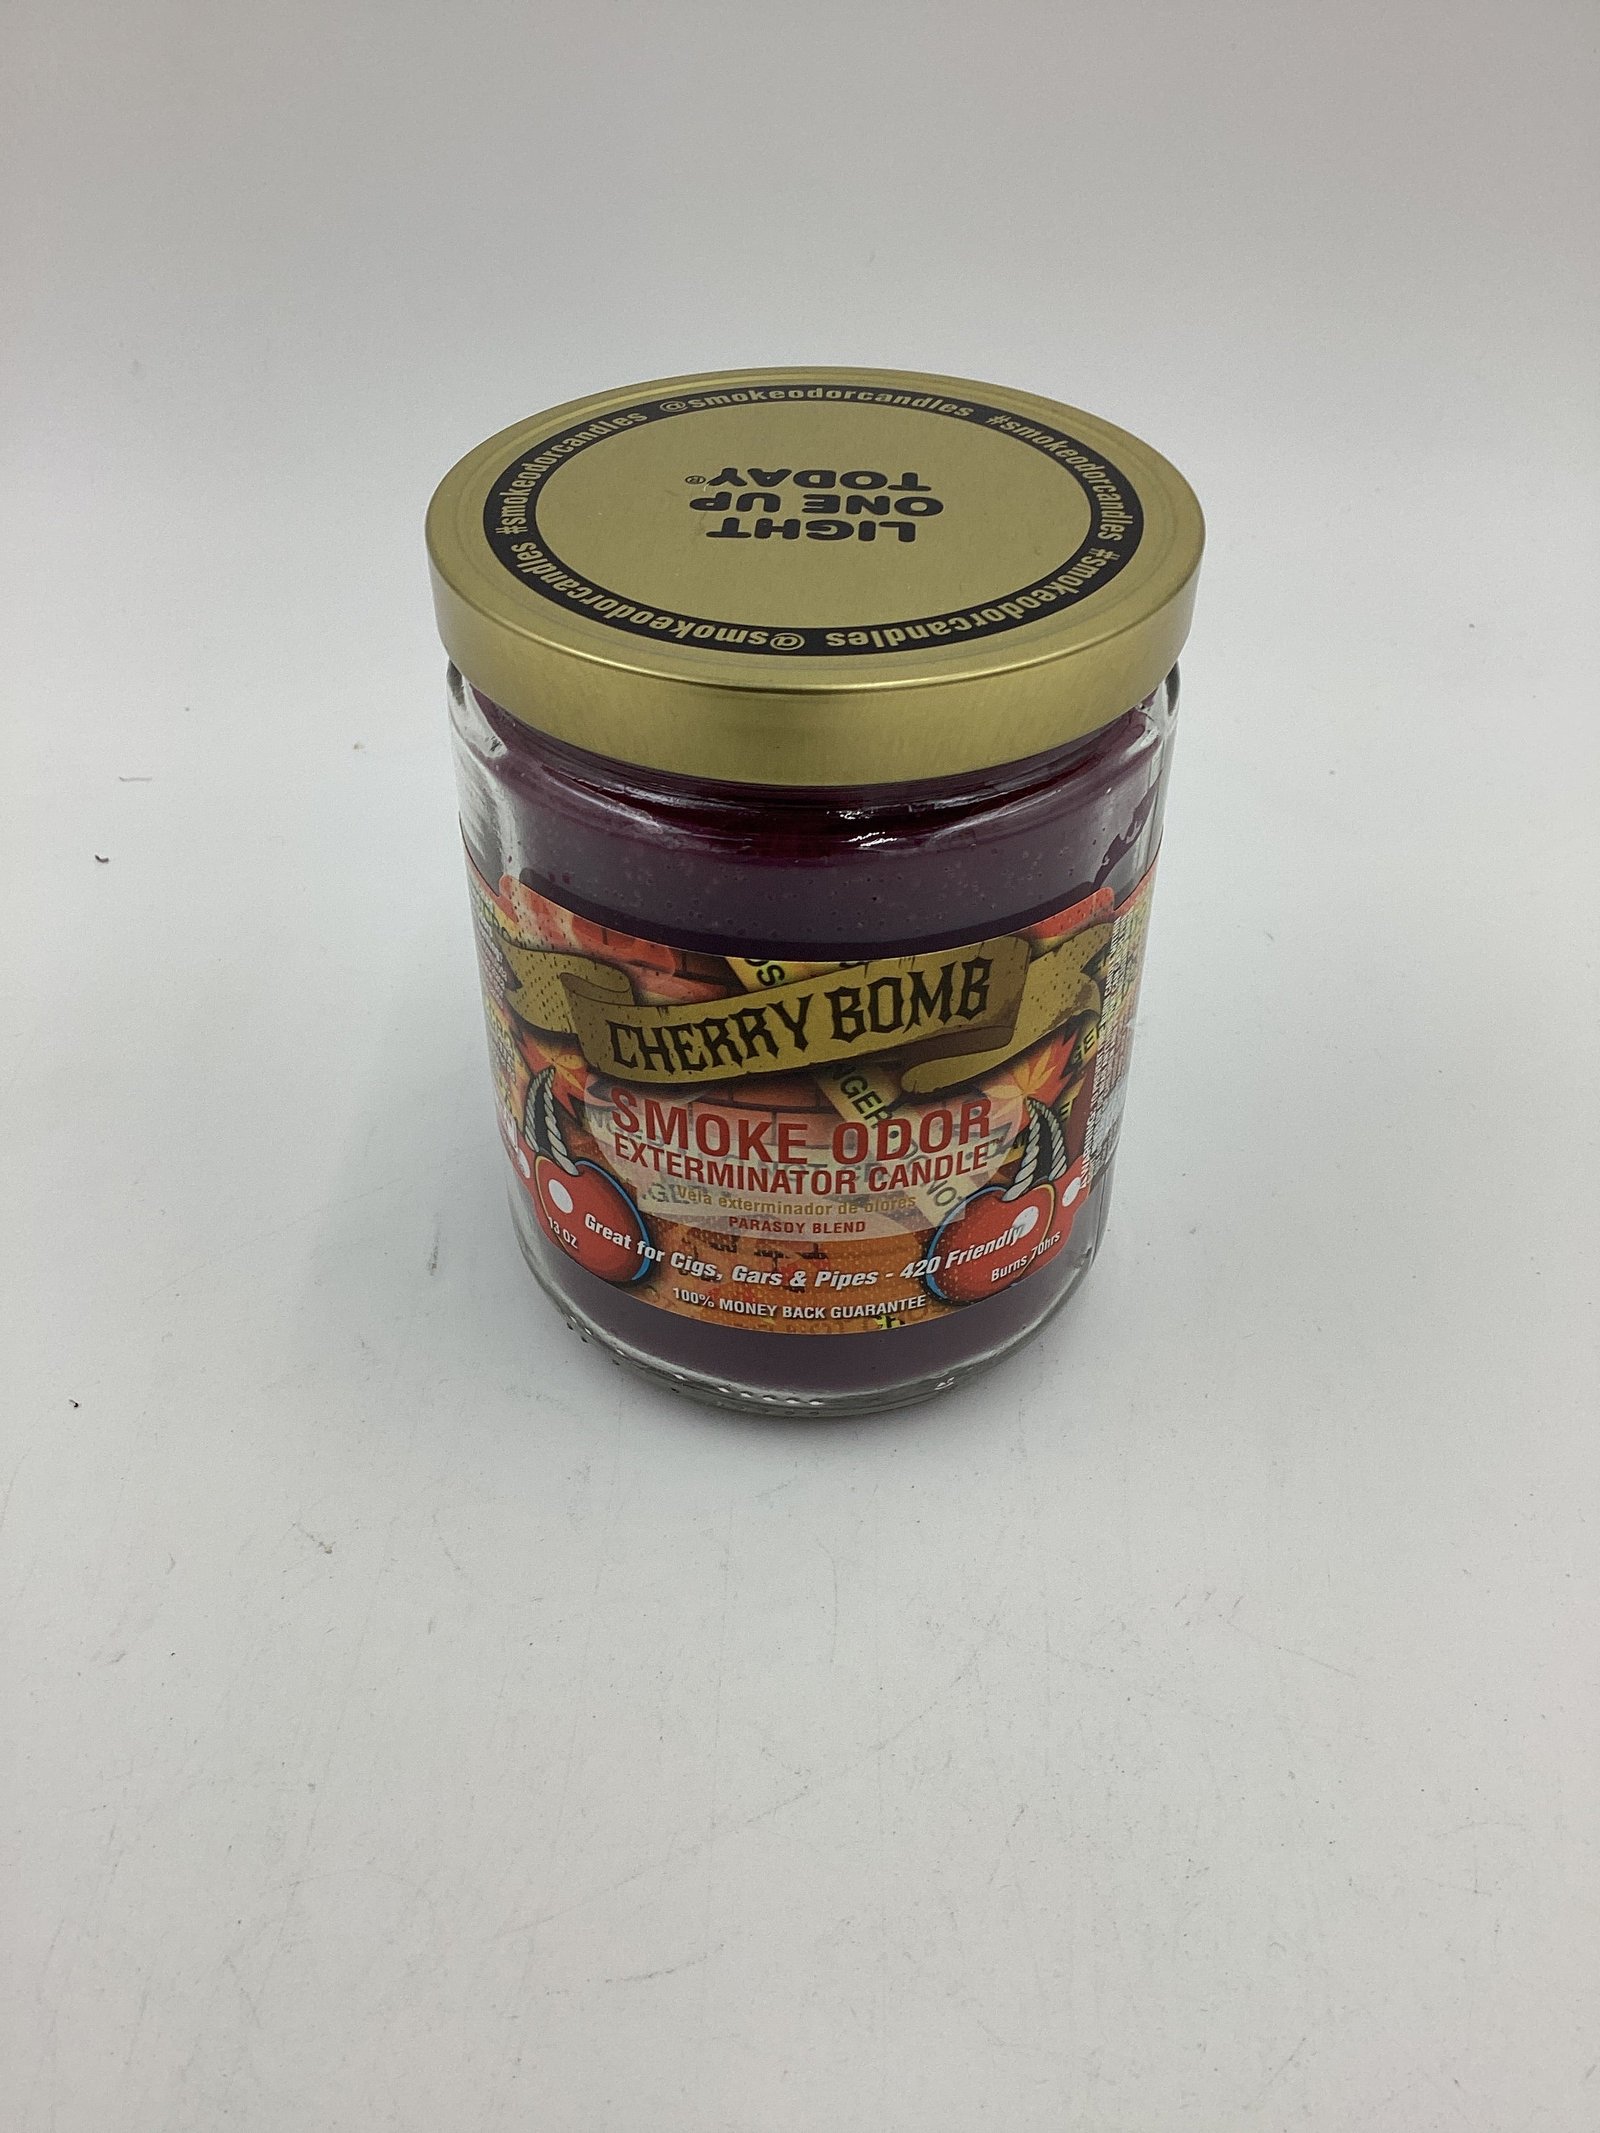 @smokeodorcandles #smokeodorcandles #smokeodorcandles @smokeodorcandles #smokeodorcandles
LIGHT
ONE UP
TODAY®
CHERRY BOMB
SMOKE ODOR
EXTERMINATOR CANDLE
Vela exterminador de olores
PARASOY BLEND
13 OZ
Great for Cigs, Gars & Pipes - 420 Friendly
Burns 70hrs
100% MONEY BACK GUARANTEE